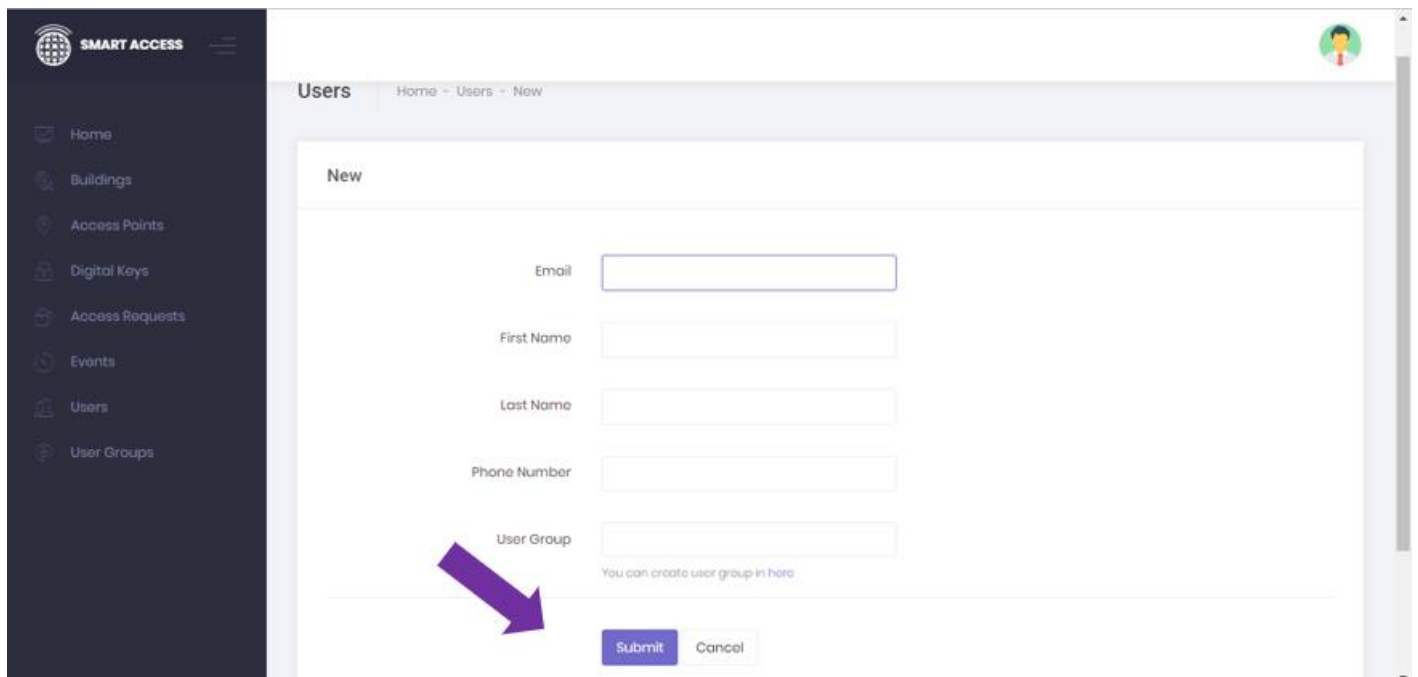 SMART ACCESS
Users
Home - Users - New
Home
Buildings
Access Points
Digital Keys
Access Requests
Events
Users
User Groups
New
Email
First Name
Last Name
Phone Number
User Group
You can create user group in here
Submit
Cancel